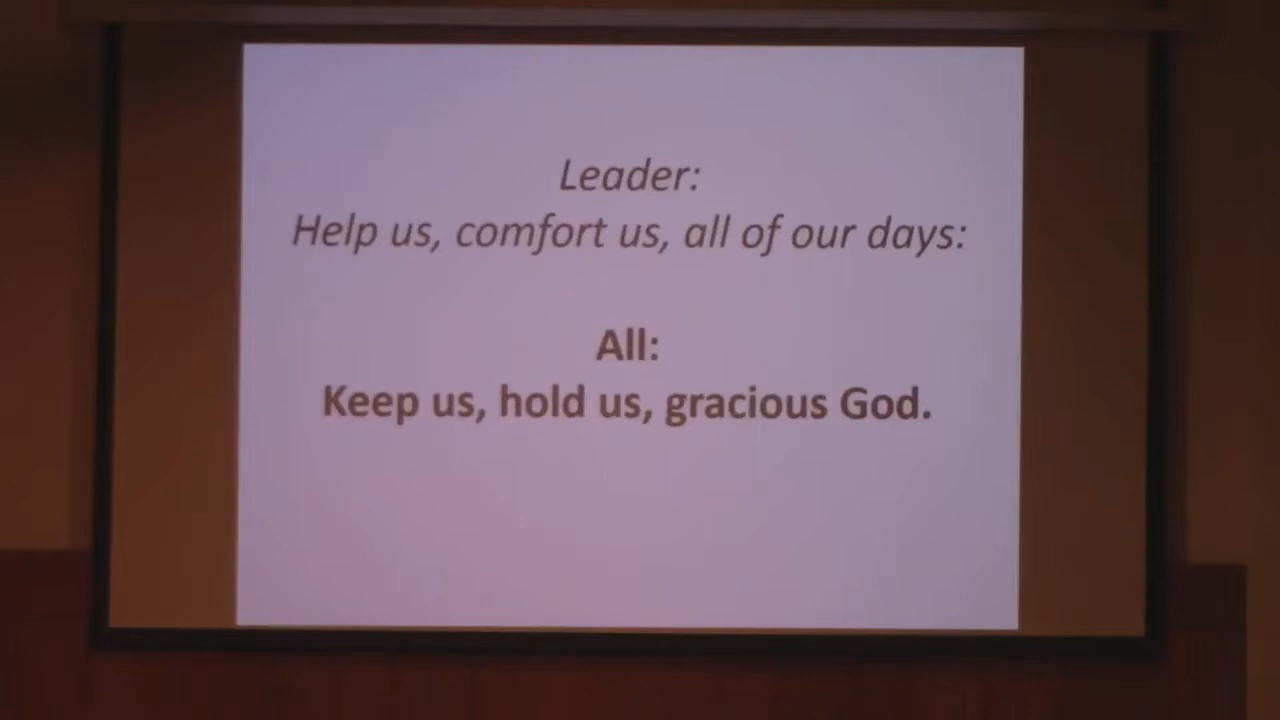 Leader:
Help us, comfort us, all of our days:
All:
Keep us, hold us, gracious God.